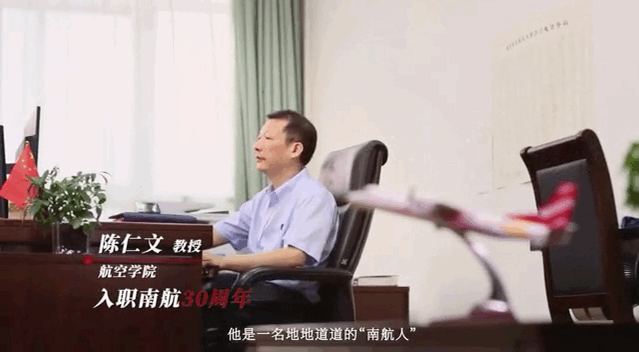 陈仁文 教授
航空学院
入职南航30周年
他是一名地地道道的“南航人”